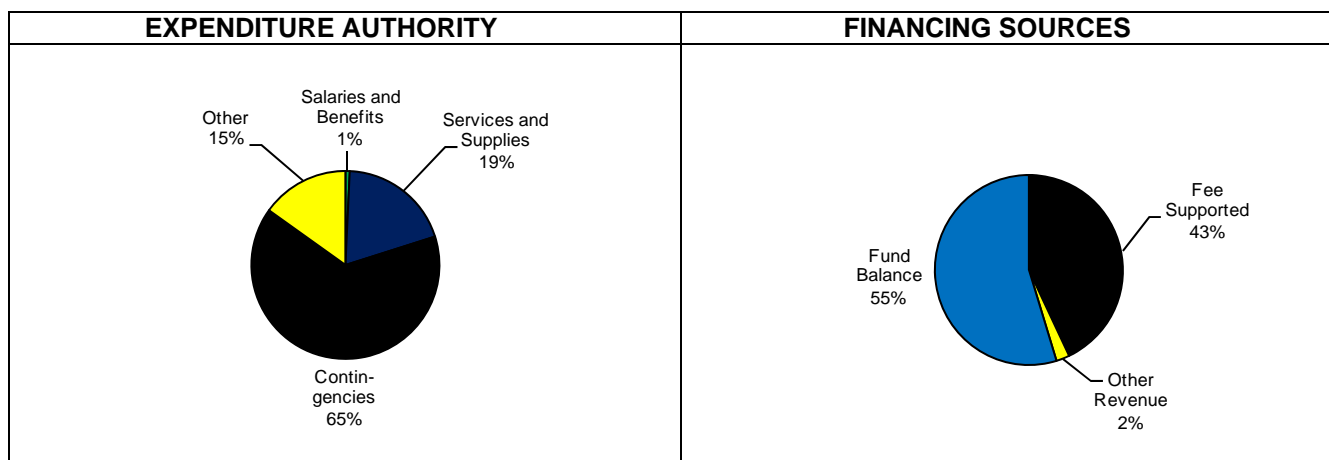 EXPENDITURE AUTHORITY
Salaries and
Benefits
1%
Other
15%
Services and
Supplies
19%
Contin-
gencies
65%
FINANCING SOURCES
Fee
Supported
43%
Fund
Balance
55%
Other
Revenue
2%